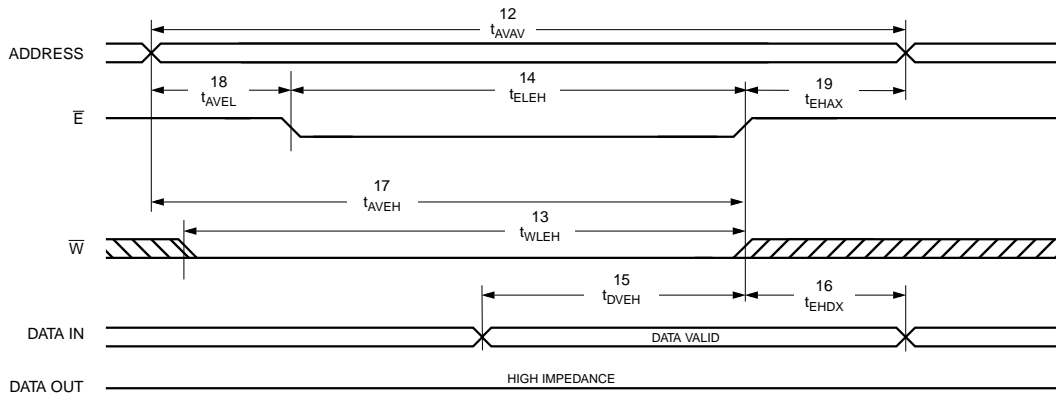 12
tAVAV
ADDRESS
18
tAVEL
14
tELEH
19
tEHAX
E̅
17
tAVEH
13
tWLEH
W̅
15
tDVEH
16
tEHDX
DATA IN
DATA VALID
DATA OUT
HIGH IMPEDANCE